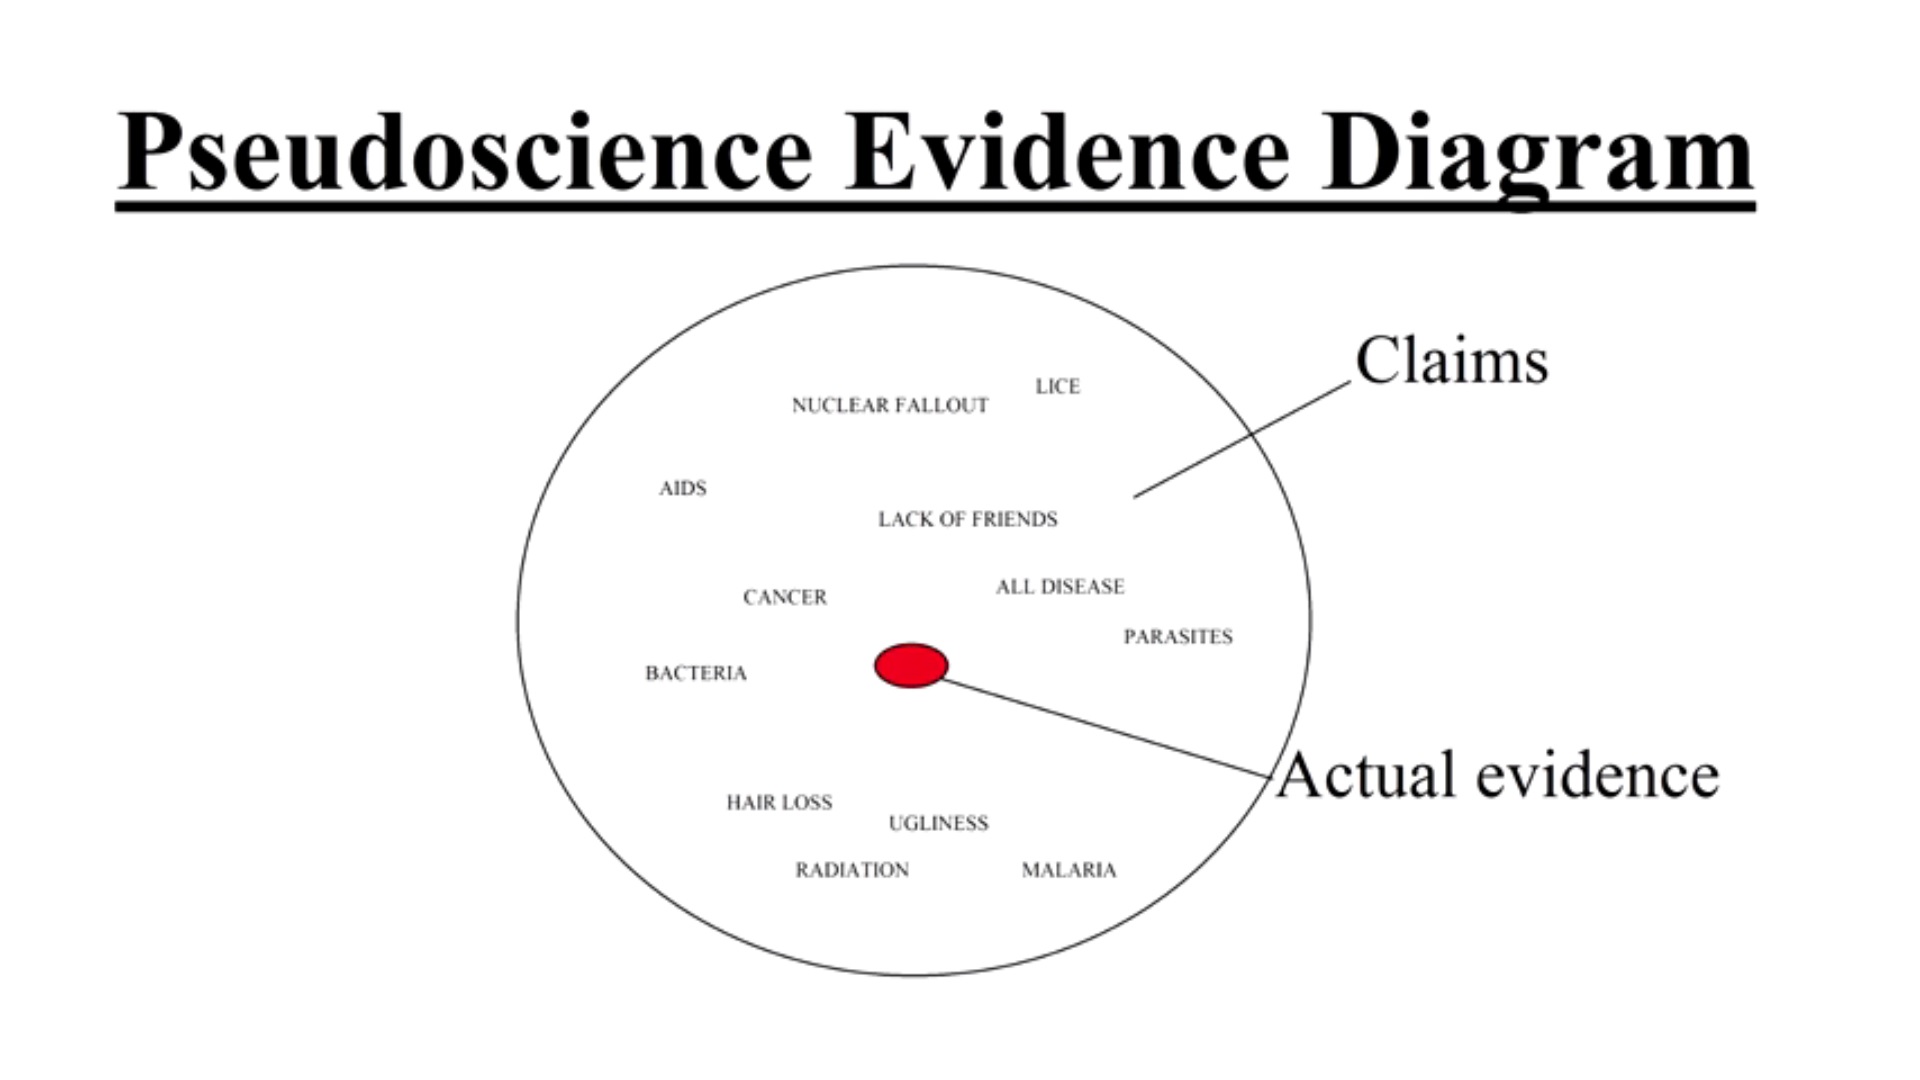 Pseudoscience Evidence Diagram
Claims
LICE
NUCLEAR FALLOUT
AIDS
LACK OF FRIENDS
ALL DISEASE
CANCER
PARASITES
BACTERIA
Actual evidence
HAIR LOSS
UGLINESS
RADIATION
MALARIA